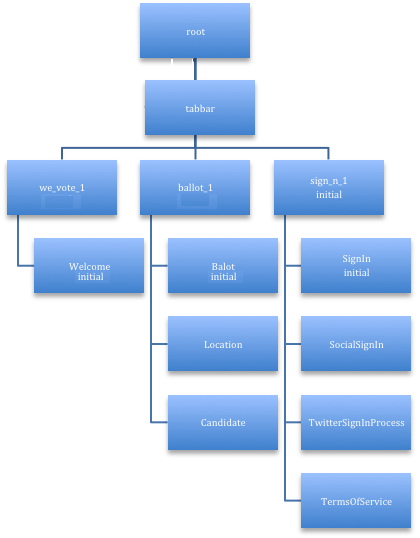 root
tabbar
we_vote_1
ballot_1
sign_n_1
initial
Welcome
initial
Balot
initial
SignIn
initial
Location
SocialSignIn
Candidate
TwitterSignInProcess
TermsOfService